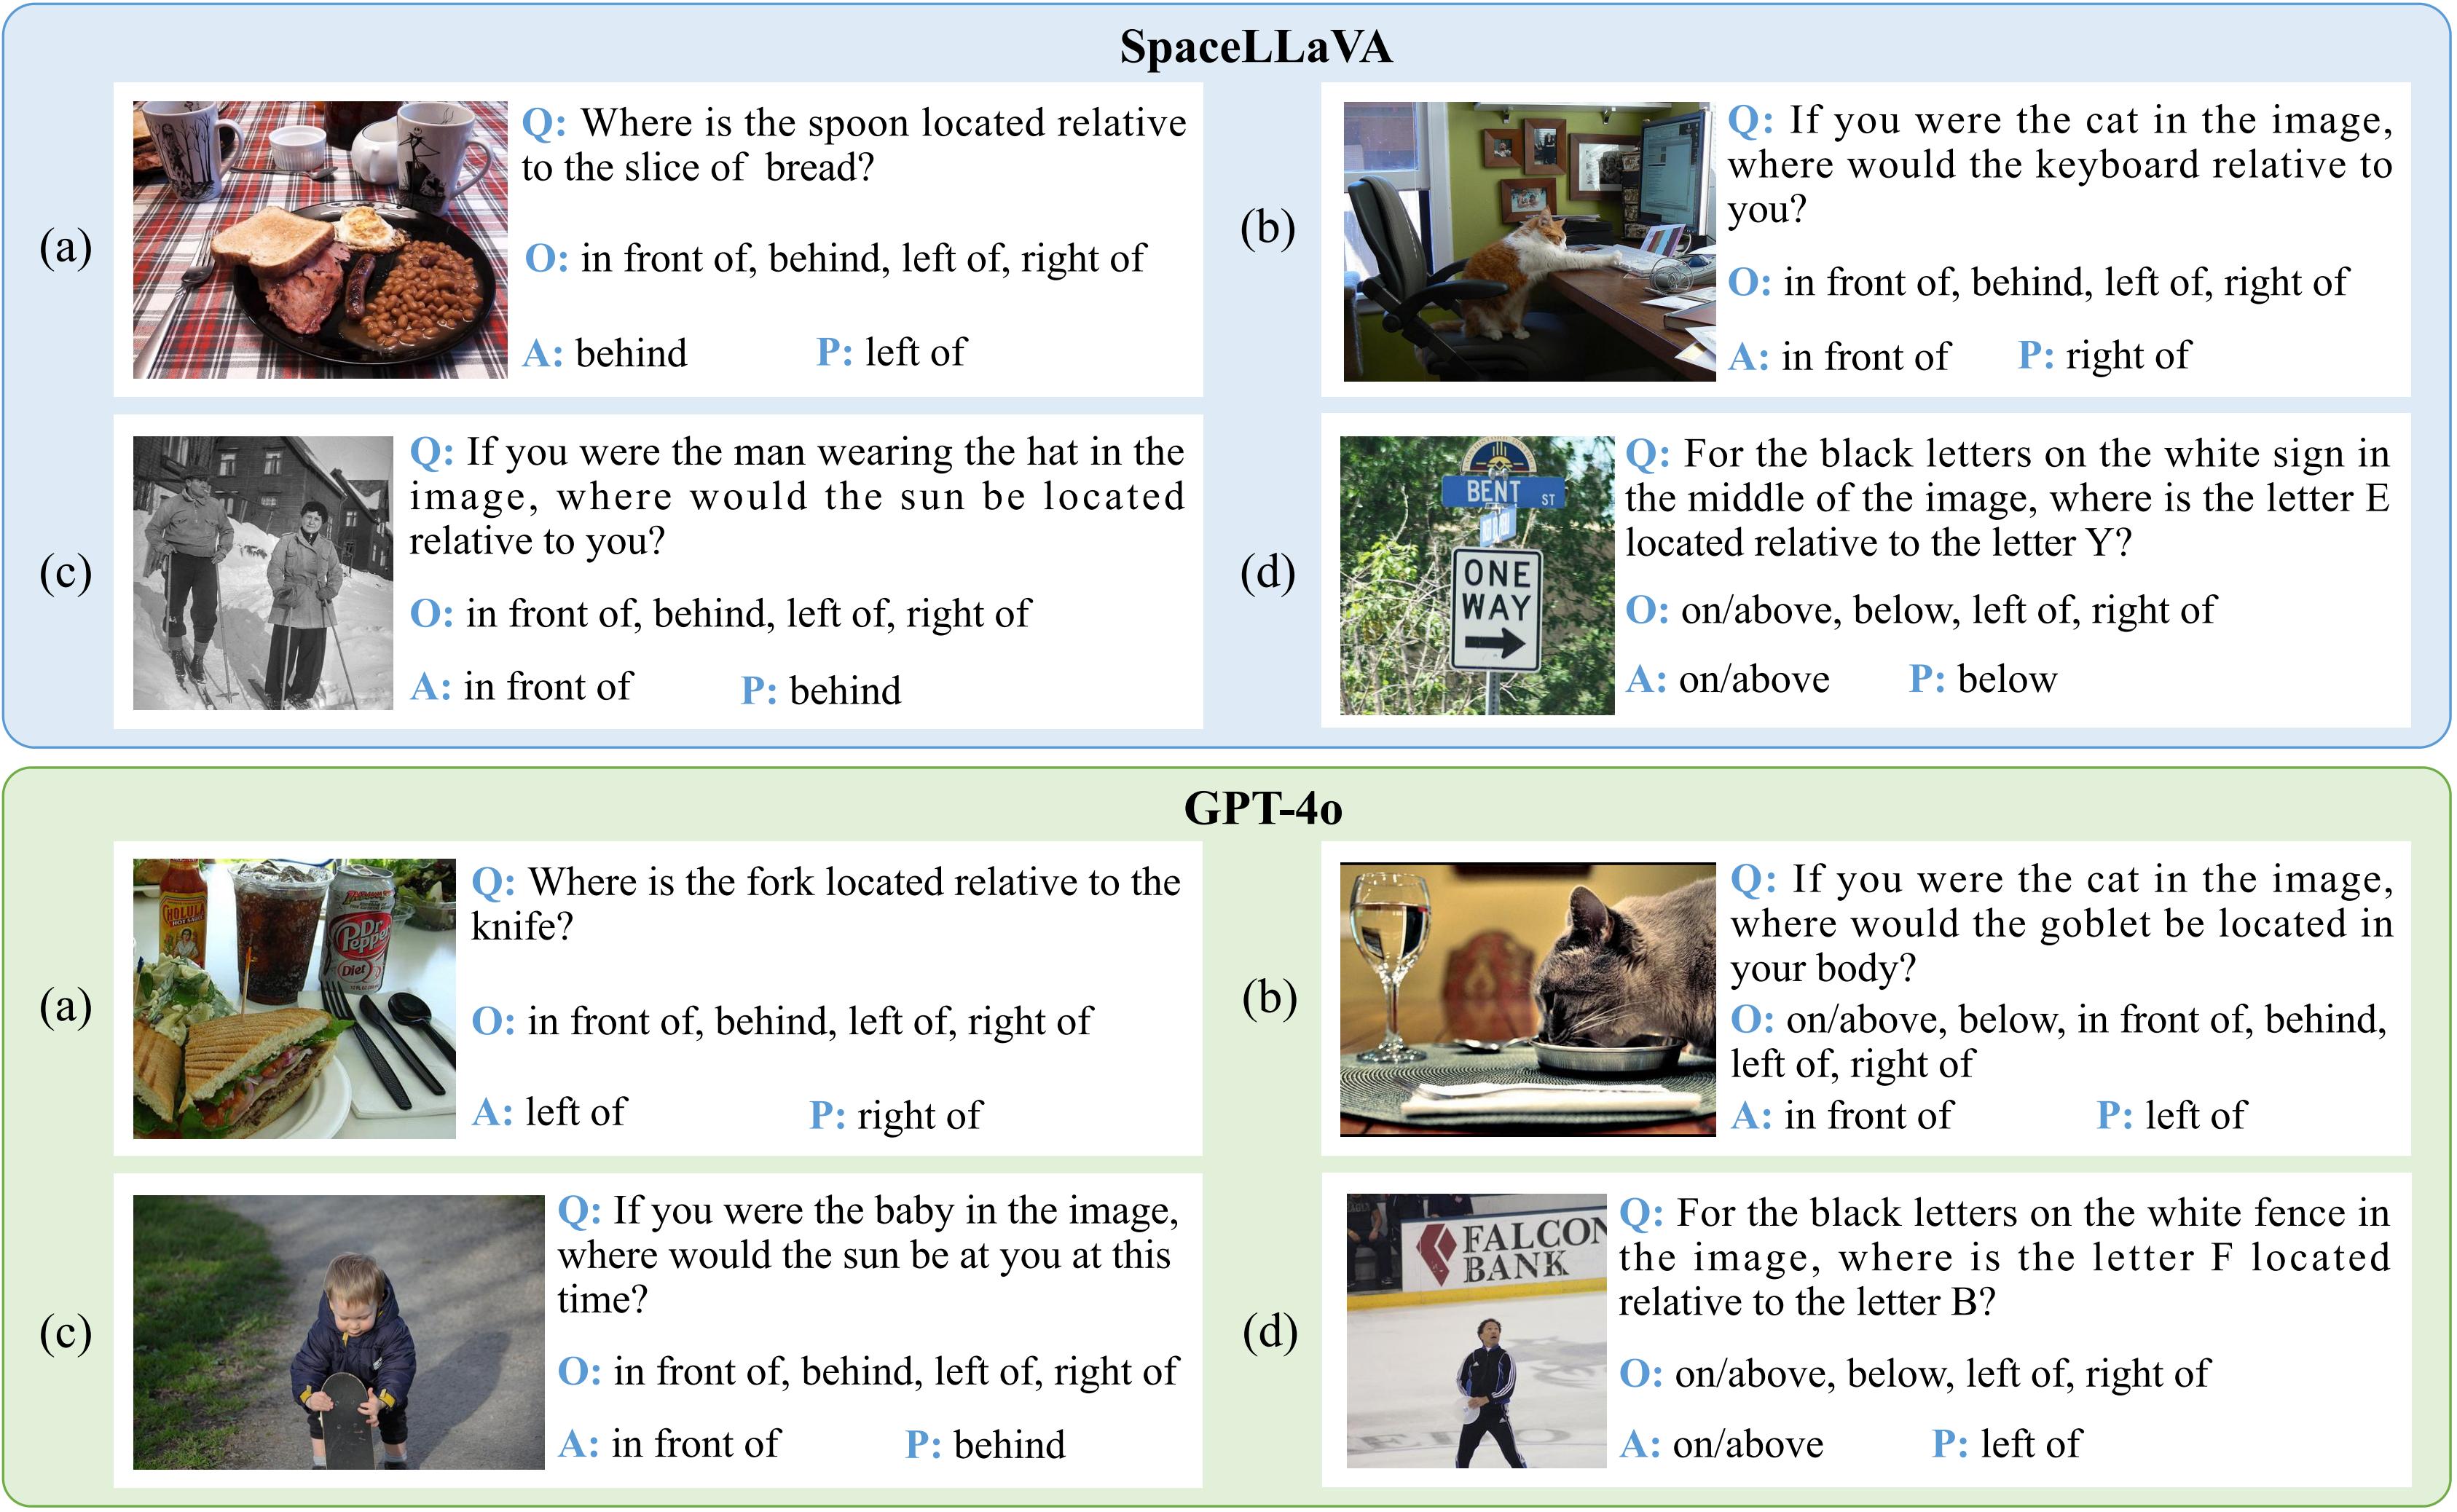 SpaceLLaVA
(a)
Q: Where is the spoon located relative
to the slice of bread?
O: in front of, behind, left of, right of
A: behind P: left of
(b)
Q: If you were the cat in the image,
where would the keyboard relative to
you?
O: in front of, behind, left of, right of
A: in front of P: right of
(c)
Q: If you were the man wearing the hat in the
image, where would the sun be located
relative to you?
O: in front of, behind, left of, right of
A: in front of P: behind
(d)
BENT ST
ONE
WAY
Q: For the black letters on the white sign in
the middle of the image, where is the letter E
located relative to the letter Y?
O: on/above, below, left of, right of
A: on/above P: below
GPT-4o
(a)
CHOLULA
HOT SAUCE
Dr
Pepper
Diet
Q: Where is the fork located relative to the
knife?
O: in front of, behind, left of, right of
A: left of P: right of
(b)
Q: If you were the cat in the image,
where would the goblet be located in
your body?
O: on/above, below, in front of, behind,
left of, right of
A: in front of P: left of
(c)
Q: If you were the baby in the image,
where would the sun be at you at this
time?
O: in front of, behind, left of, right of
A: in front of P: behind
(d)
FALCON
BANK
Q: For the black letters on the white fence in
the image, where is the letter F located
relative to the letter B?
O: on/above, below, left of, right of
A: on/above P: left of